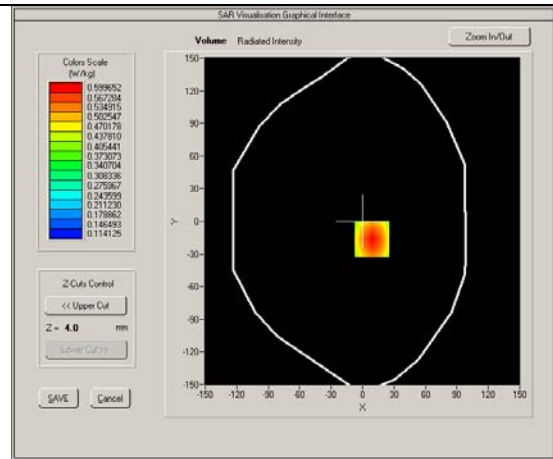 SAR Visualisation Graphical Interface
Volume Radiated Intensity
Zoom In/Out
Colors Scale
(W/kg)
0.599652
0.567284
0.534915
0.502547
0.470178
0.437810
0.405441
0.373073
0.340704
0.308336
0.275967
0.243599
0.211230
0.178862
0.146493
0.114125
Z-Cuts Control
<< Upper Cut
Z = 4.0 mm
Lower Cut >>
SAVE Cancel
150
120
90
60
30
0
-30
-60
-90
-120
-150
Y
-150 -120 -90 -60 -30 0 30 60 90 120 150
X